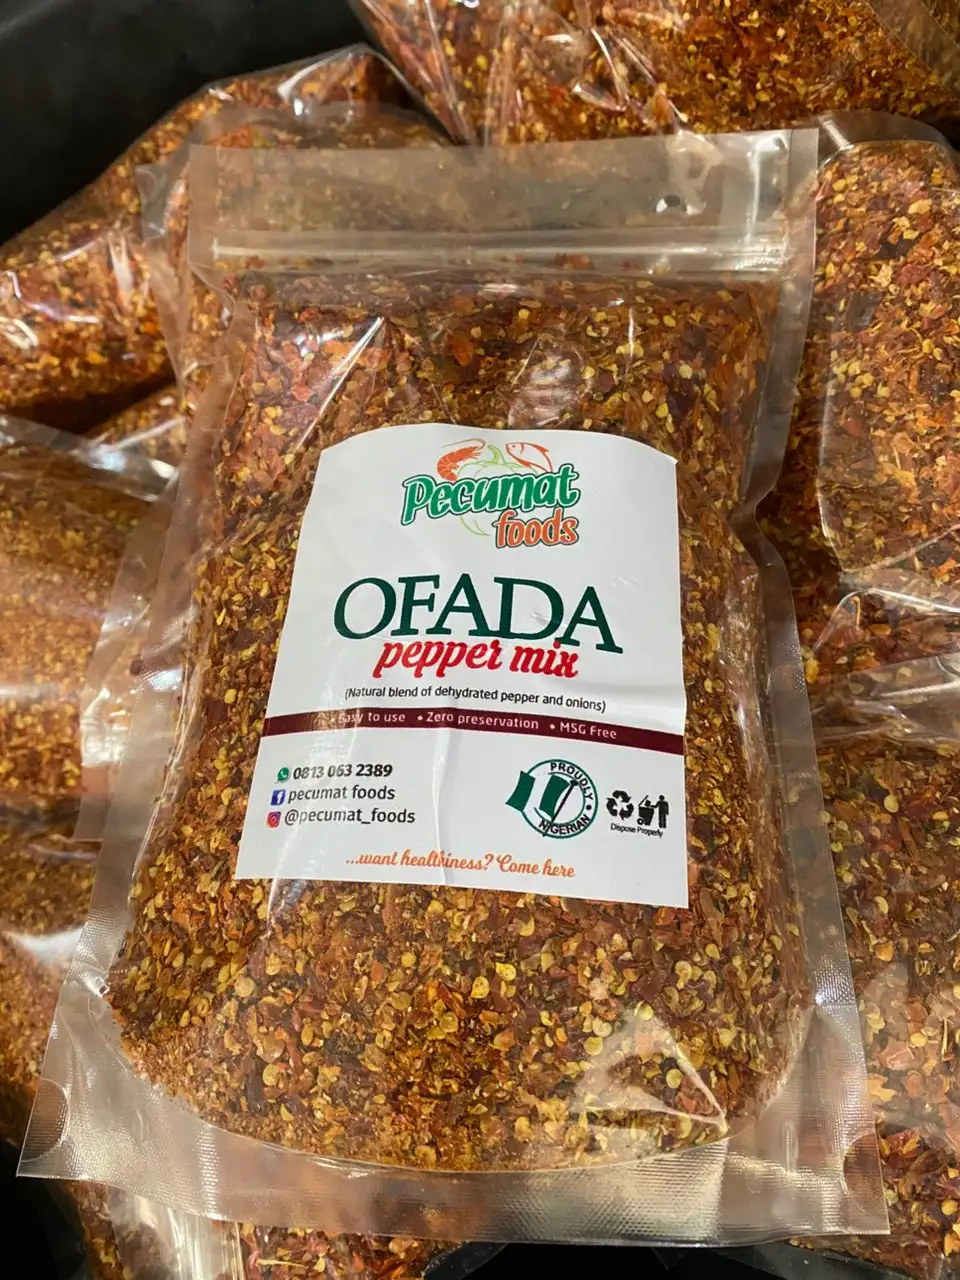 Pecumat
foods
OFADA
pepper mix
(Natural blend of dehydrated pepper and onions)
• Easy to use • Zero preservation • MSG Free
0813 063 2389
pecumat foods
@pecumat_foods
PROUDLY
NIGERIAN
Dispose Properly
...want healthiness? Come here